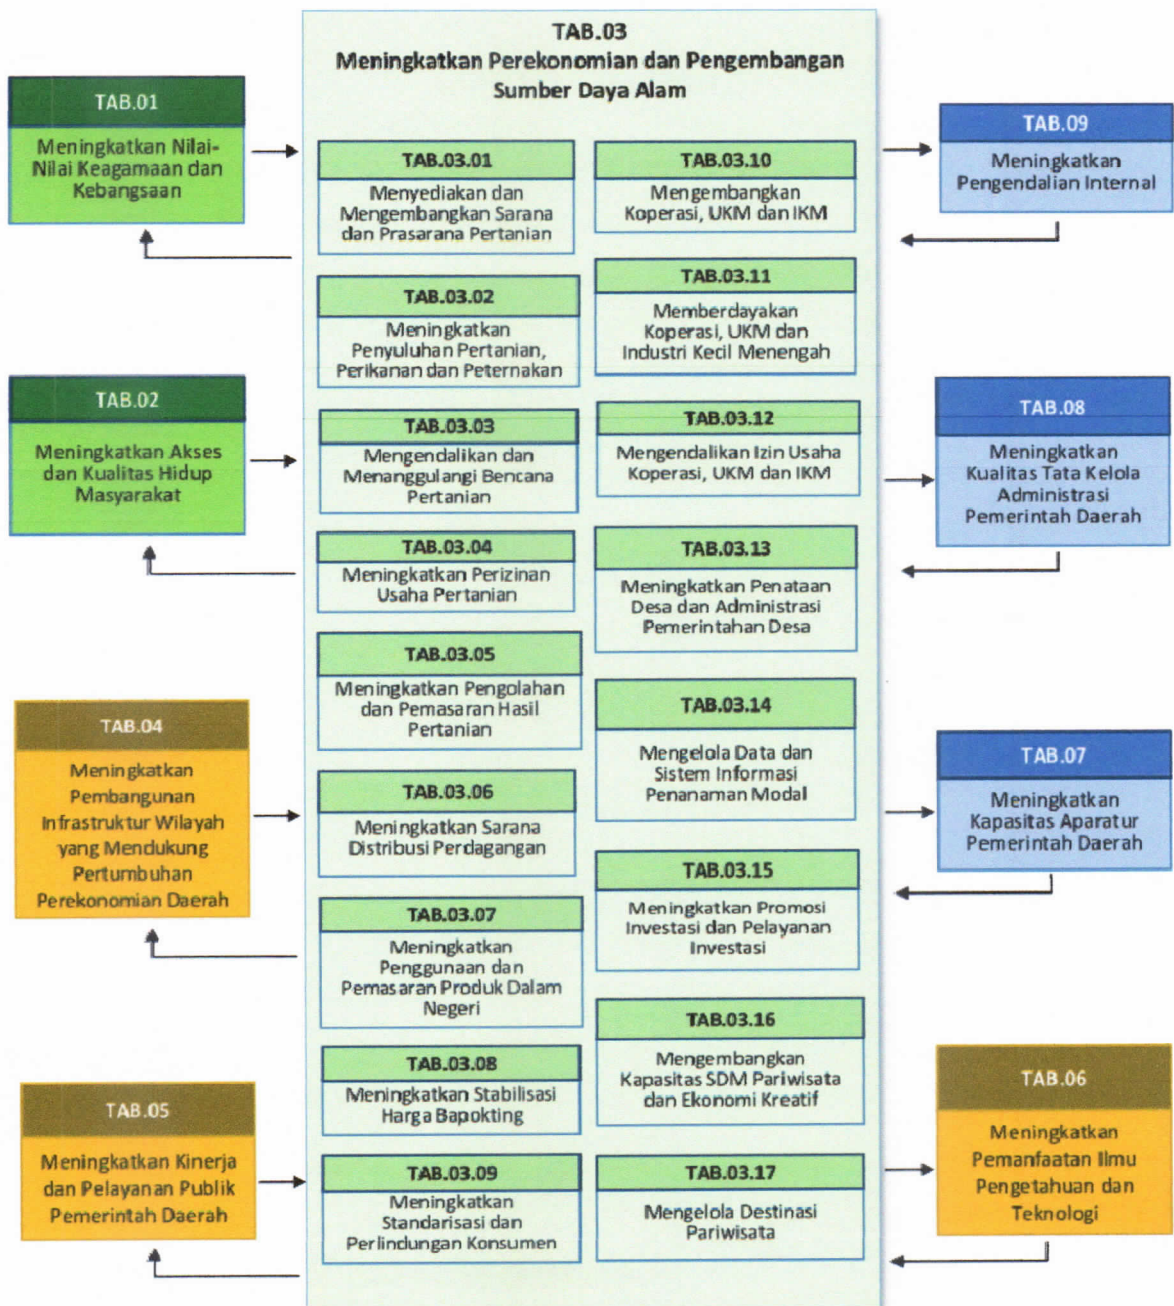 TAB.03
Meningkatkan Perekonomian dan Pengembangan
Sumber Daya Alam
TAB.01
Meningkatkan Nilai-
Nilai Keagamaan dan
Kebangsaan
TAB.02
Meningkatkan Akses
dan Kualitas Hidup
Masyarakat
TAB.04
Meningkatkan
Pembangunan
Infrastruktur Wilayah
yang Mendukung
Pertumbuhan
Perekonomian Daerah
TAB.05
Meningkatkan Kinerja
dan Pelayanan Publik
Pemerintah Daerah
TAB.03.01
Menyediakan dan
Mengembangkan Sarana
dan Prasarana Pertanian
TAB.03.02
Meningkatkan
Penyuluhan Pertanian,
Perikanan dan Peternakan
TAB.03.03
Mengendalikan dan
Menanggulangi Bencana
Pertanian
TAB.03.04
Meningkatkan Perizinan
Usaha Pertanian
TAB.03.05
Meningkatkan Pengolahan
dan Pemasaran Hasil
Pertanian
TAB.03.06
Meningkatkan Sarana
Distribusi Perdagangan
TAB.03.07
Meningkatkan
Penggunaan dan
Pemasaran Produk Dalam
Negeri
TAB.03.08
Meningkatkan Stabilisasi
Harga Bapokting
TAB.03.09
Meningkatkan
Standarisasi dan
Perlindungan Konsumen
TAB.03.10
Mengembangkan
Koperasi, UKM dan IKM
TAB.03.11
Memberdayakan
Koperasi, UKM dan
Industri Kecil Menengah
TAB.03.12
Mengendalikan Izin Usaha
Koperasi, UKM dan IKM
TAB.03.13
Meningkatkan Penataan
Desa dan Administrasi
Pemerintahan Desa
TAB.03.14
Mengelola Data dan
Sistem Informasi
Penanaman Modal
TAB.03.15
Meningkatkan Promosi
Investasi dan Pelayanan
Investasi
TAB.03.16
Mengembangkan
Kapasitas SDM Pariwisata
dan Ekonomi Kreatif
TAB.03.17
Mengelola Destinasi
Pariwisata
TAB.09
Meningkatkan
Pengendalian Internal
TAB.08
Meningkatkan
Kualitas Tata Kelola
Administrasi
Pemerintah Daerah
TAB.07
Meningkatkan
Kapasitas Aparatur
Pemerintah Daerah
TAB.06
Meningkatkan
Pemanfaatan Ilmu
Pengetahuan dan
Teknologi